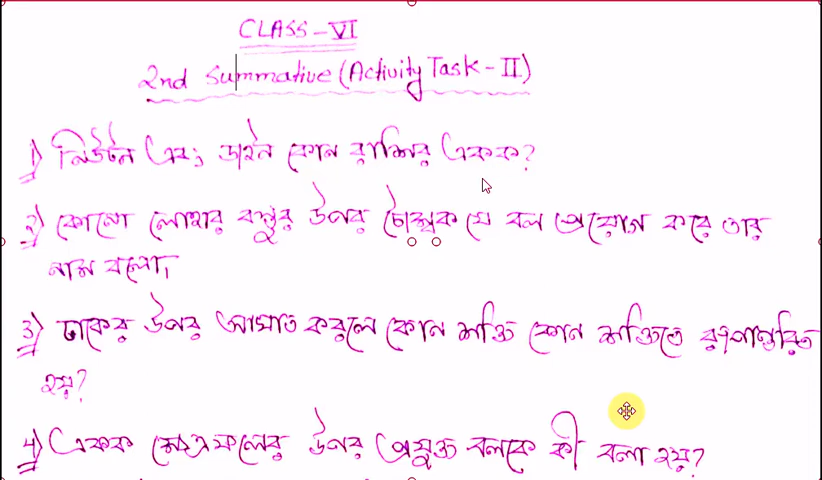 CLASS-VI
2nd Summative (Activity Task-II)
1) নিউটন এবং ডাইন কোন রাশির একক?
2) কোনো লোহার বস্তুর উপর চৌম্বক যে বল প্রয়োগ করে তার
নাম বলো,
3) ঢাকের উপর আঘাত করলে কোন শক্তি কোন শক্তিতে রূপান্তরিত
হয়?
4) একক ক্ষেত্রফলের উপর প্রযুক্ত বলকে কী বলা হয়?